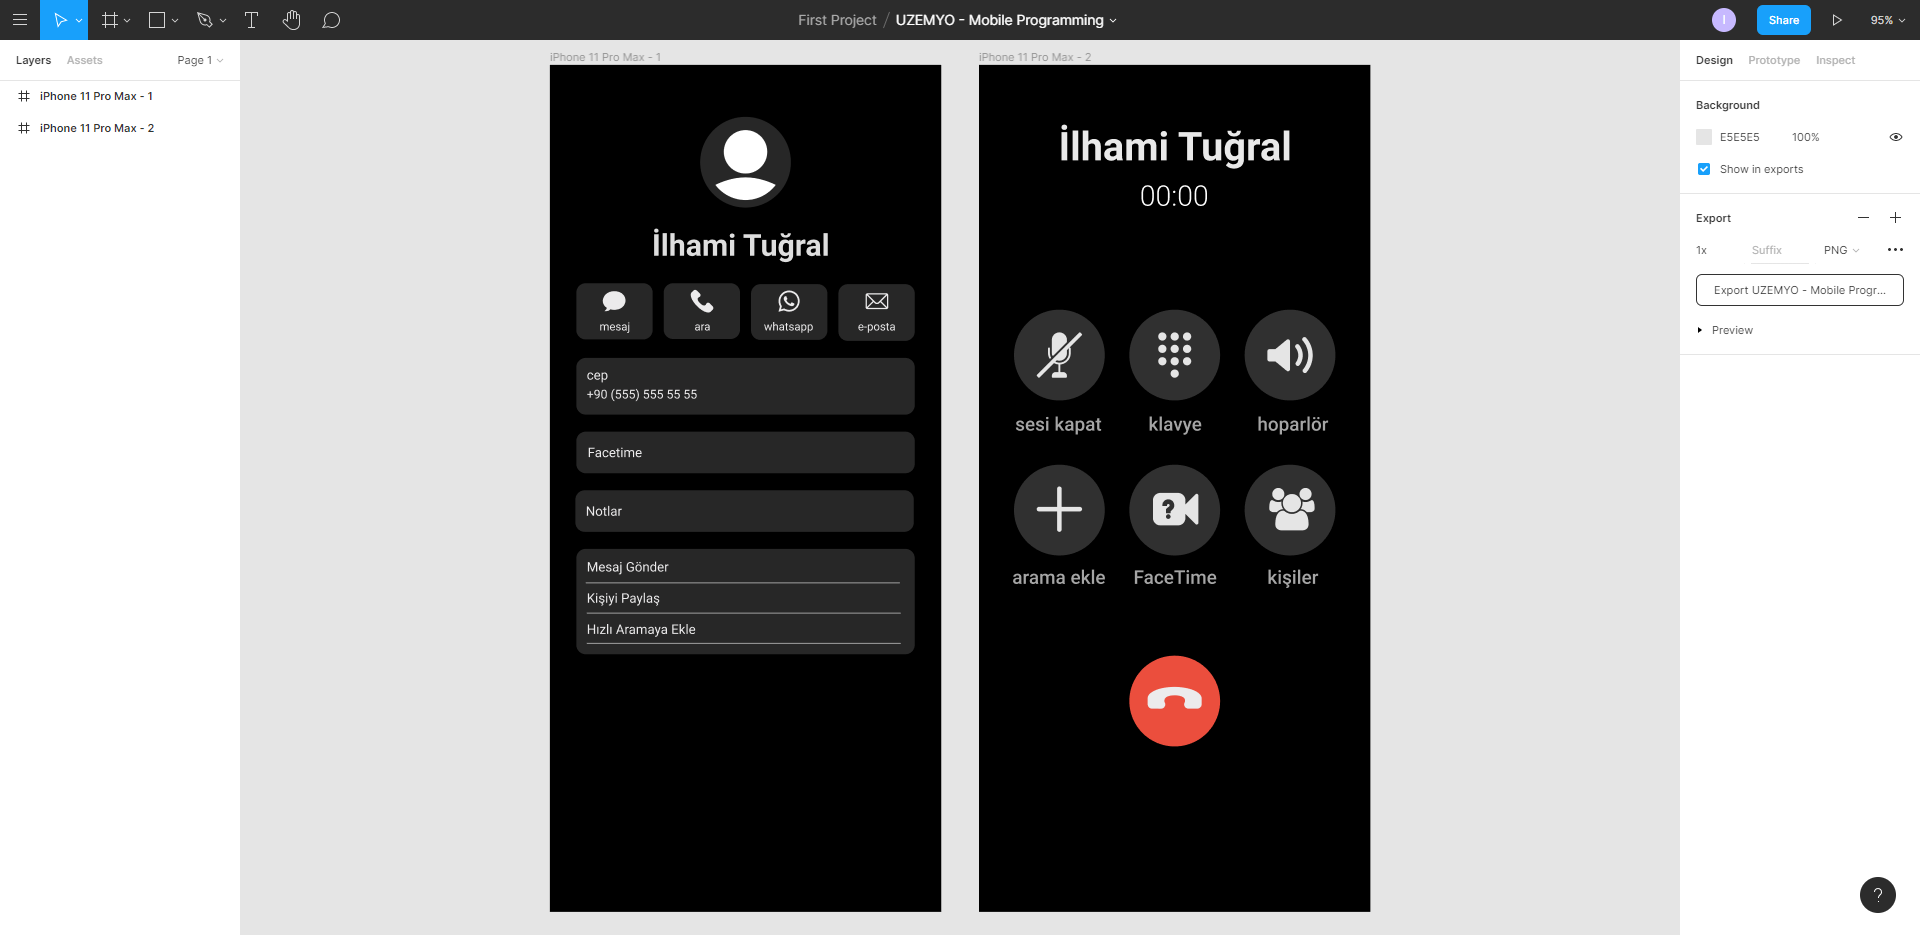 First Project / UZEMYO - Mobile Programming
I
Share
95%
Layers
Assets
Page 1
iPhone 11 Pro Max - 1
iPhone 11 Pro Max - 2
iPhone 11 Pro Max - 1
İlhami Tuğral
mesaj
ara
whatsapp
e-posta
cep
+90 (555) 555 55 55
Facetime
Notlar
Mesaj Gönder
Kişiyi Paylaş
Hızlı Aramaya Ekle
iPhone 11 Pro Max - 2
İlhami Tuğral
00:00
sesi kapat
klavye
hoparlör
?
arama ekle
FaceTime
kişiler
Design
Prototype
Inspect
Background
E5E5E5
100%
Show in exports
Export
1x
Suffix
PNG
Export UZEMYO - Mobile Progr...
Preview
?